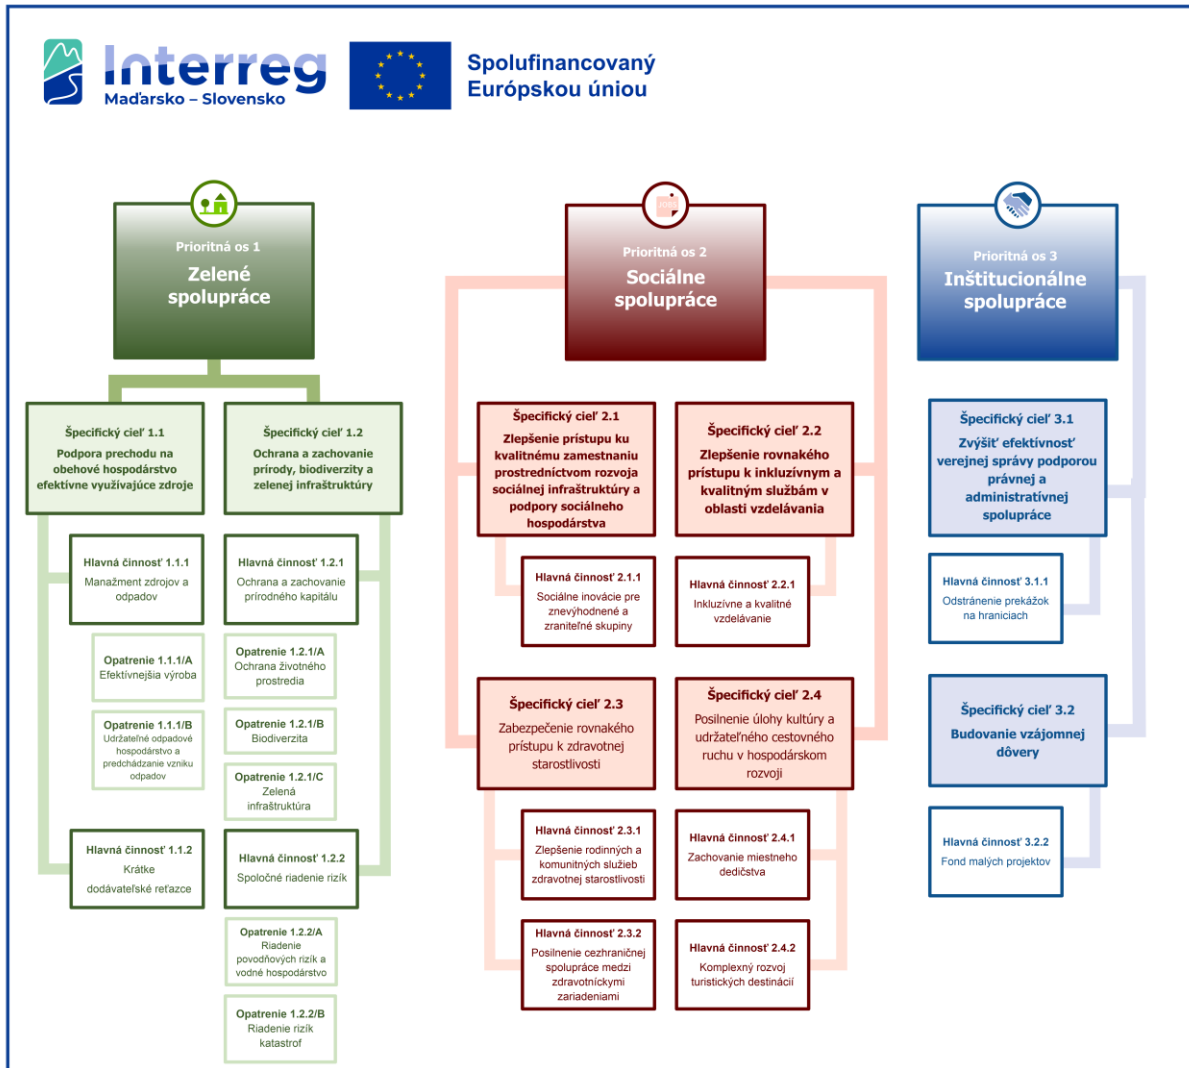 Interreg
Maďarsko – Slovensko
Spolufinancovaný
Európskou úniou
Prioritná os 1
Zelené
spolupráce
Špecifický cieľ 1.1
Podpora prechodu na
obehové hospodárstvo
efektívne využívajúce zdroje
Špecifický cieľ 1.2
Ochrana a zachovanie
prírody, biodiverzity a
zelenej infraštruktúry
Hlavná činnosť 1.1.1
Manažment zdrojov a
odpadov
Opatrenie 1.1.1/A
Efektívnejšia výroba
Opatrenie 1.1.1/B
Udržateľné odpadové
hospodárstvo a
predchádzanie vzniku
odpadov
Hlavná činnosť 1.1.2
Krátke
dodávateľské reťazce
Hlavná činnosť 1.2.1
Ochrana a zachovanie
prírodného kapitálu
Opatrenie 1.2.1/A
Ochrana životného
prostredia
Opatrenie 1.2.1/B
Biodiverzita
Opatrenie 1.2.1/C
Zelená
infraštruktúra
Hlavná činnosť 1.2.2
Spoločné riadenie rizík
Opatrenie 1.2.2/A
Riadenie
povodňových rizík a
vodné hospodárstvo
Opatrenie 1.2.2/B
Riadenie rizík
katastrof
JOBS
Prioritná os 2
Sociálne
spolupráce
Špecifický cieľ 2.1
Zlepšenie prístupu ku
kvalitnému zamestnaniu
prostredníctvom rozvoja
sociálnej infraštruktúry a
podpory sociálneho
hospodárstva
Hlavná činnosť 2.1.1
Sociálne inovácie pre
znevýhodnené a
zraniteľné skupiny
Špecifický cieľ 2.2
Zlepšenie rovnakého
prístupu k inkluzívnym a
kvalitným službám v
oblasti vzdelávania
Hlavná činnosť 2.2.1
Inkluzívne a kvalitné
vzdelávanie
Špecifický cieľ 2.3
Zabezpečenie rovnakého
prístupu k zdravotnej
starostlivosti
Hlavná činnosť 2.3.1
Zlepšenie rodinných a
komunitných služieb
zdravotnej starostlivosti
Hlavná činnosť 2.3.2
Posilnenie cezhraničnej
spolupráce medzi
zdravotníckymi
zariadeniami
Špecifický cieľ 2.4
Posilnenie úlohy kultúry a
udržateľného cestovného
ruchu v hospodárskom
rozvoji
Hlavná činnosť 2.4.1
Zachovanie miestneho
dedičstva
Hlavná činnosť 2.4.2
Komplexný rozvoj
turistických destinácií
Prioritná os 3
Inštitucionálne
spolupráce
Špecifický cieľ 3.1
Zvýšiť efektívnosť
verejnej správy podporou
právnej a
administratívnej
spolupráce
Hlavná činnosť 3.1.1
Odstránenie prekážok
na hraniciach
Špecifický cieľ 3.2
Budovanie vzájomnej
dôvery
Hlavná činnosť 3.2.2
Fond malých projektov